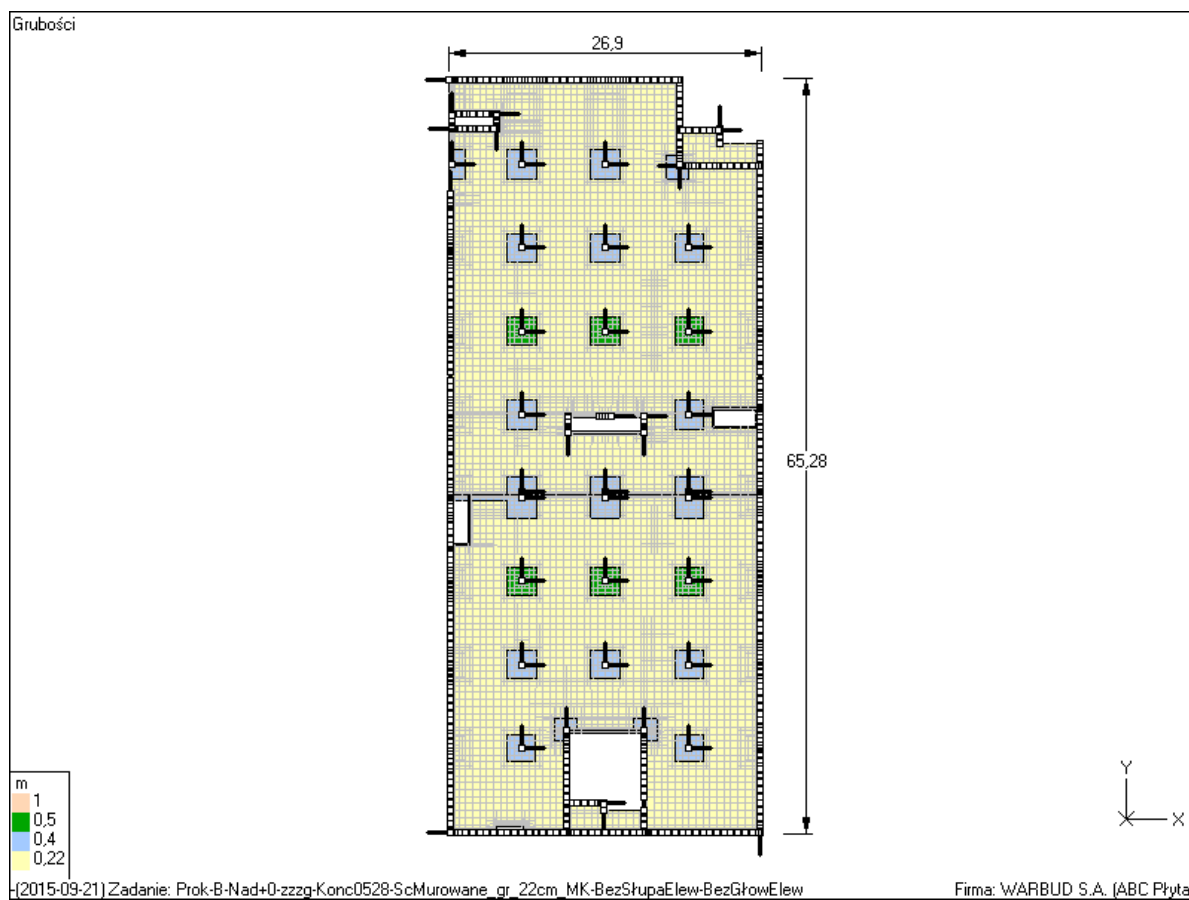 Grubości
26,9
65,28
m
1
0,5
0,4
0,22
Y
X
-(2015-09-21) Zadanie: Prok-B-Nad+0-zzzg-Konc0528-ScMurowane_gr_22cm_MK-BezSłupaElew-BezGłowElew
Firma: WARBUD S.A. (ABC Płyta